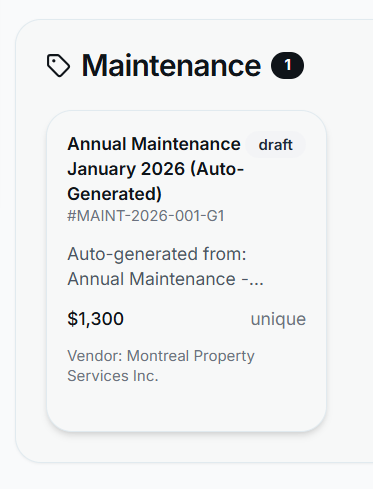 Maintenance 1
Annual Maintenance draft
January 2026 (Auto-
Generated)
#MAINT-2026-001-G1
Auto-generated from:
Annual Maintenance -...
$1,300 unique
Vendor: Montreal Property
Services Inc.